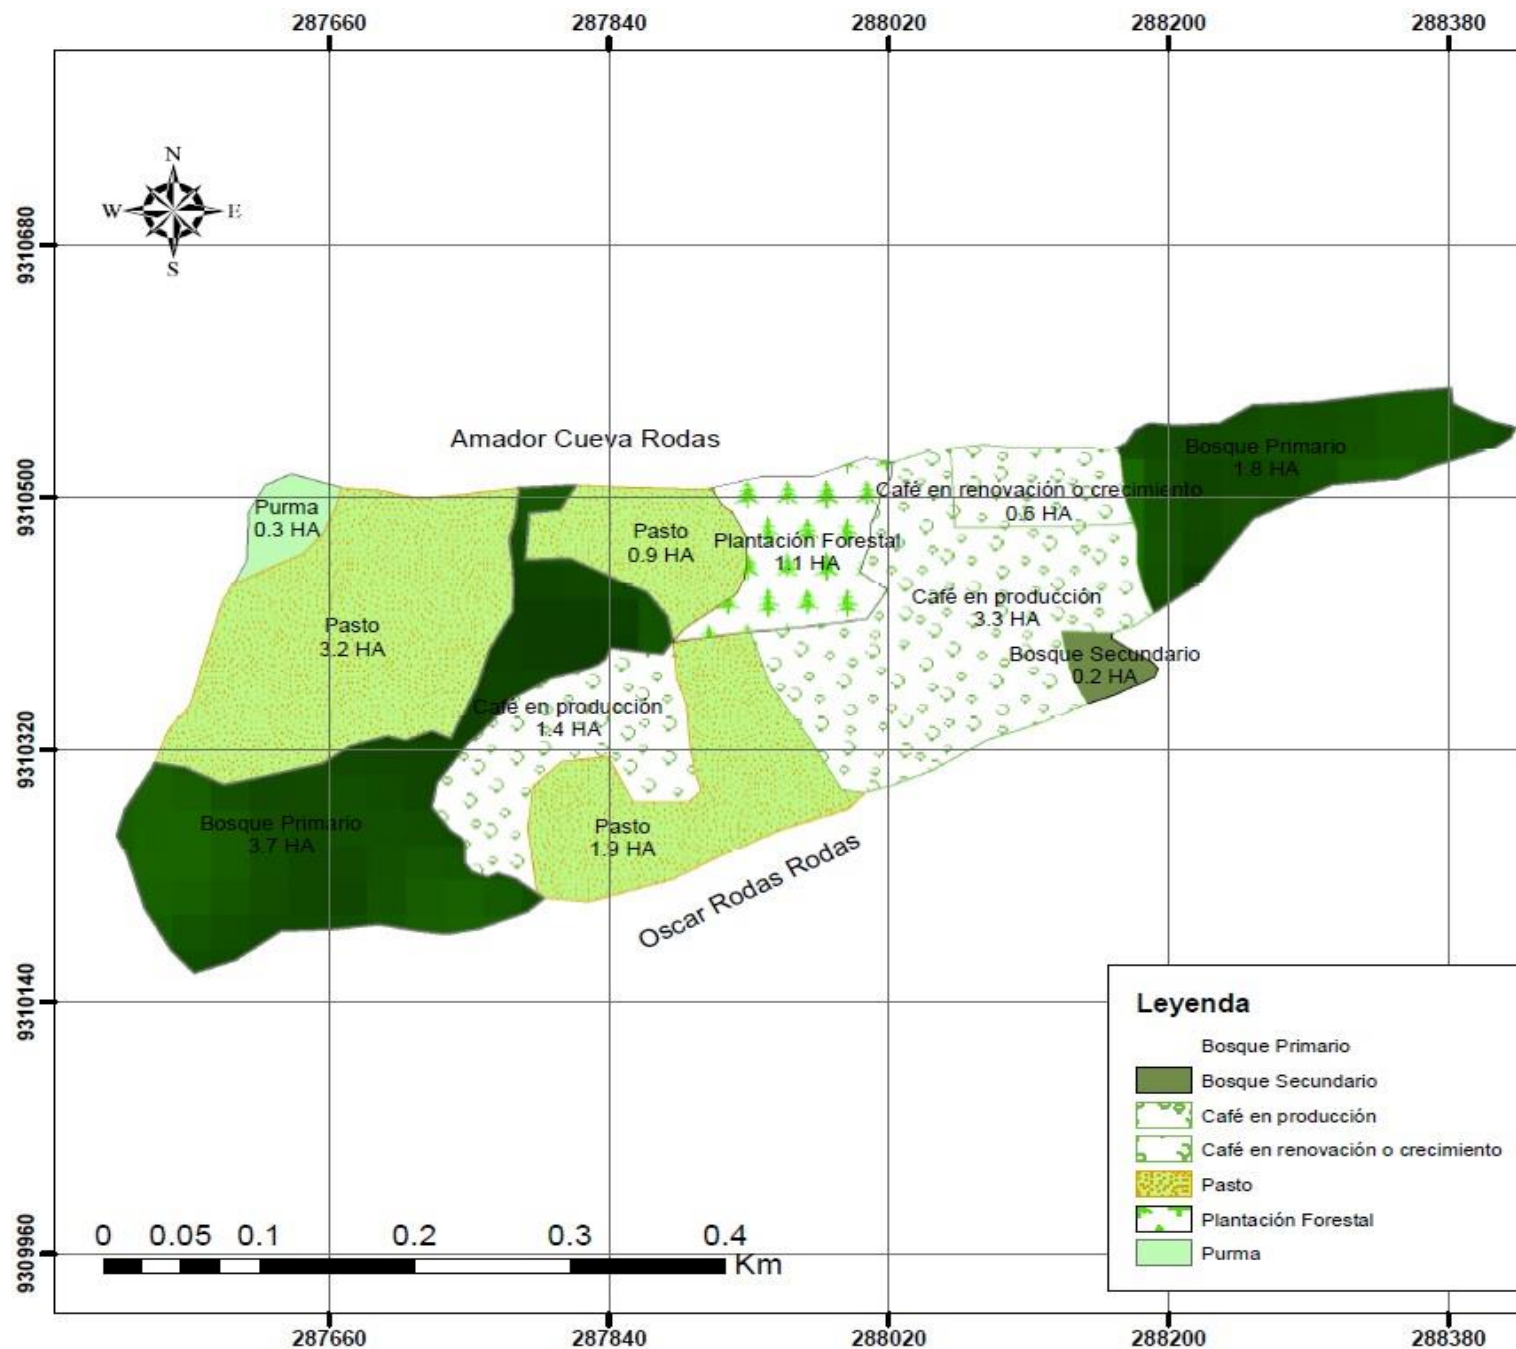 287660 287840 288020 288200 288380
N
W E
S
9310680
Amador Cueva Rodas
Bosque Primario
1.8 HA
9310500
Café en renovación o crecimiento
0.6 HA
Purma
0.3 HA
Pasto
0.9 HA
Plantación Forestal
1.1 HA
Café en producción
3.3 HA
Pasto
3.2 HA
Bosque Secundario
0.2 HA
Café en producción
1.4 HA
9310320
Bosque Primario
3.7 HA
Pasto
1.9 HA
Oscar Rodas Rodas
9310140
Leyenda
Bosque Primario
Bosque Secundario
Café en producción
Café en renovación o crecimiento
Pasto
Plantación Forestal
Purma
9309960
0 0.05 0.1 0.2 0.3 0.4
Km
287660 287840 288020 288200 288380